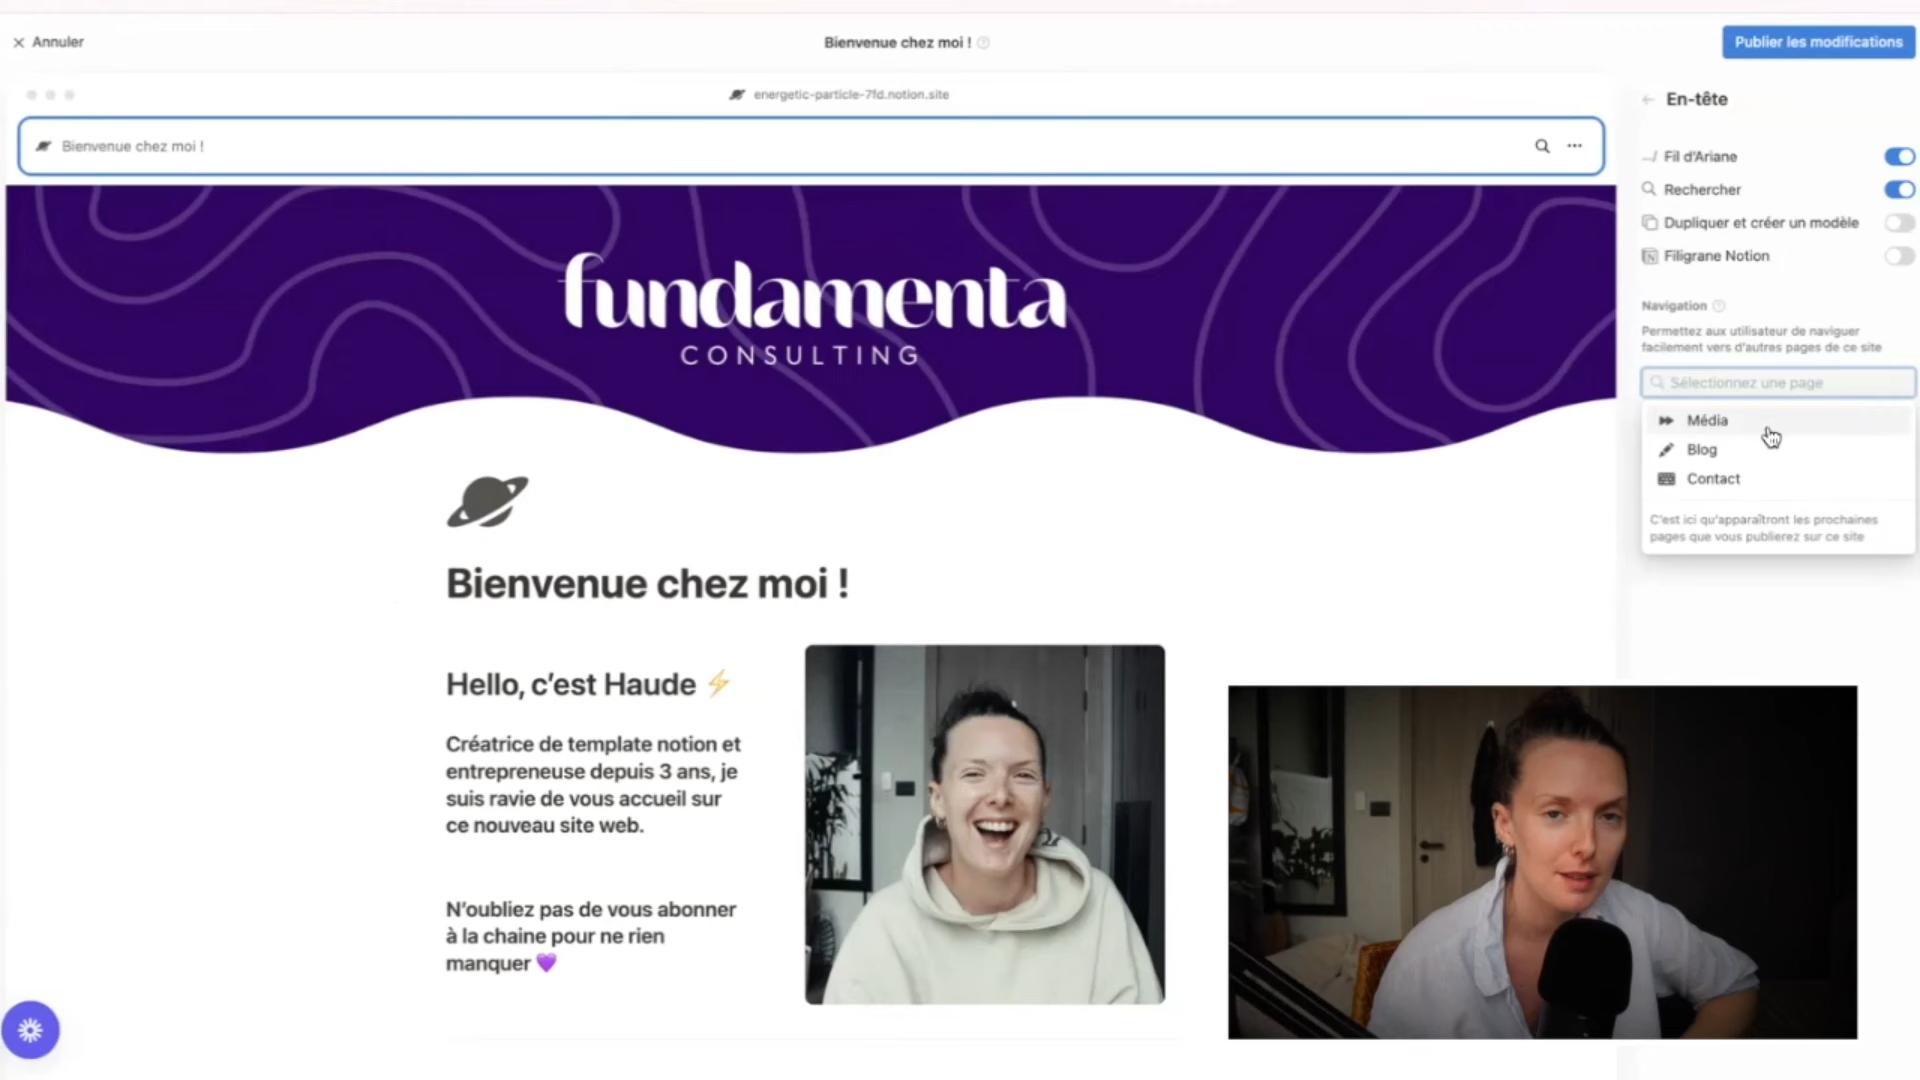 Annuler
Bienvenue chez moi !
Publier les modifications
energetic-particle-7fd.notion.site
Bienvenue chez moi !
fundamenta
CONSULTING
Bienvenue chez moi !
Hello, c'est Haude ⚡
Créatrice de template notion et
entrepreneuse depuis 3 ans, je
suis ravie de vous accueil sur
ce nouveau site web.
N'oubliez pas de vous abonner
à la chaine pour ne rien
manquer 💜
En-tête
Fil d'Ariane
Rechercher
Dupliquer et créer un modèle
Filigrane Notion
Navigation
Permettez aux utilisateur de naviguer
facilement vers d'autres pages de ce site
Sélectionnez une page
Média
Blog
Contact
C'est ici qu'apparaîtront les prochaines
pages que vous publierez sur ce site